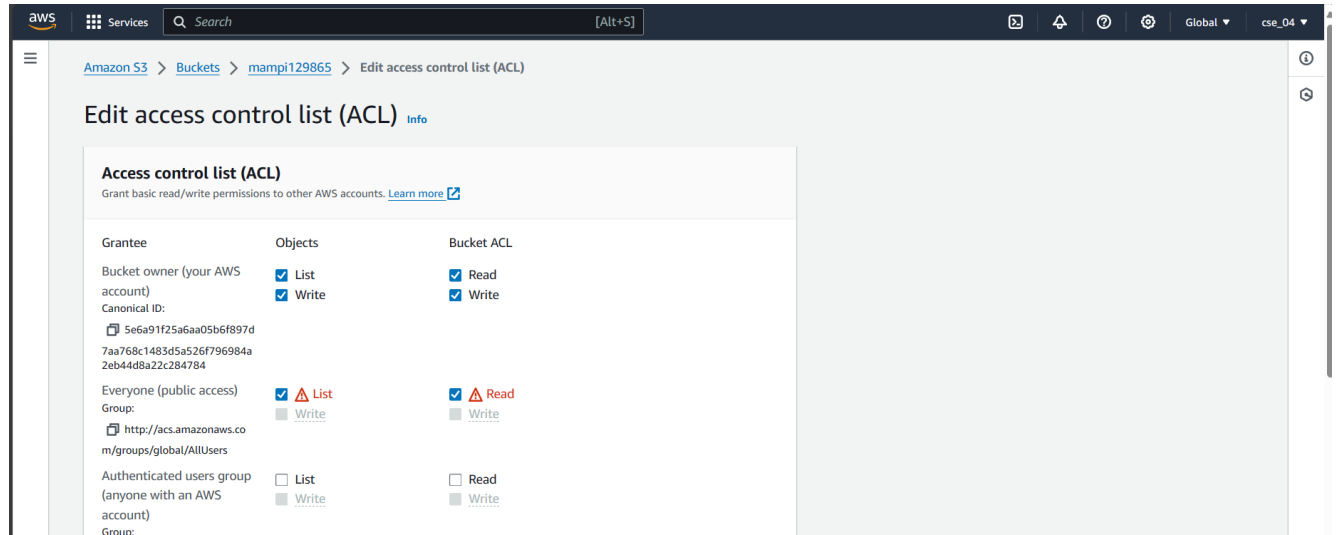 aws
Services
Search
[Alt+S]
Global
cse_04
Amazon S3 > Buckets > mampi129865 > Edit access control list (ACL)
Edit access control list (ACL) Info
Access control list (ACL)
Grant basic read/write permissions to other AWS accounts. Learn more
Grantee Objects Bucket ACL
Bucket owner (your AWS account)
List Read
Write Write
Canonical ID:
5e6a91f25a6aa05b6f897d
7aa768c1483d5a526f796984a
2eb44d8a22c284784
Everyone (public access)
List Read
Group:
Write Write
http://acs.amazonaws.co
m/groups/global/AllUsers
Authenticated users group
List Read
(anyone with an AWS
Write Write
account)
Group: